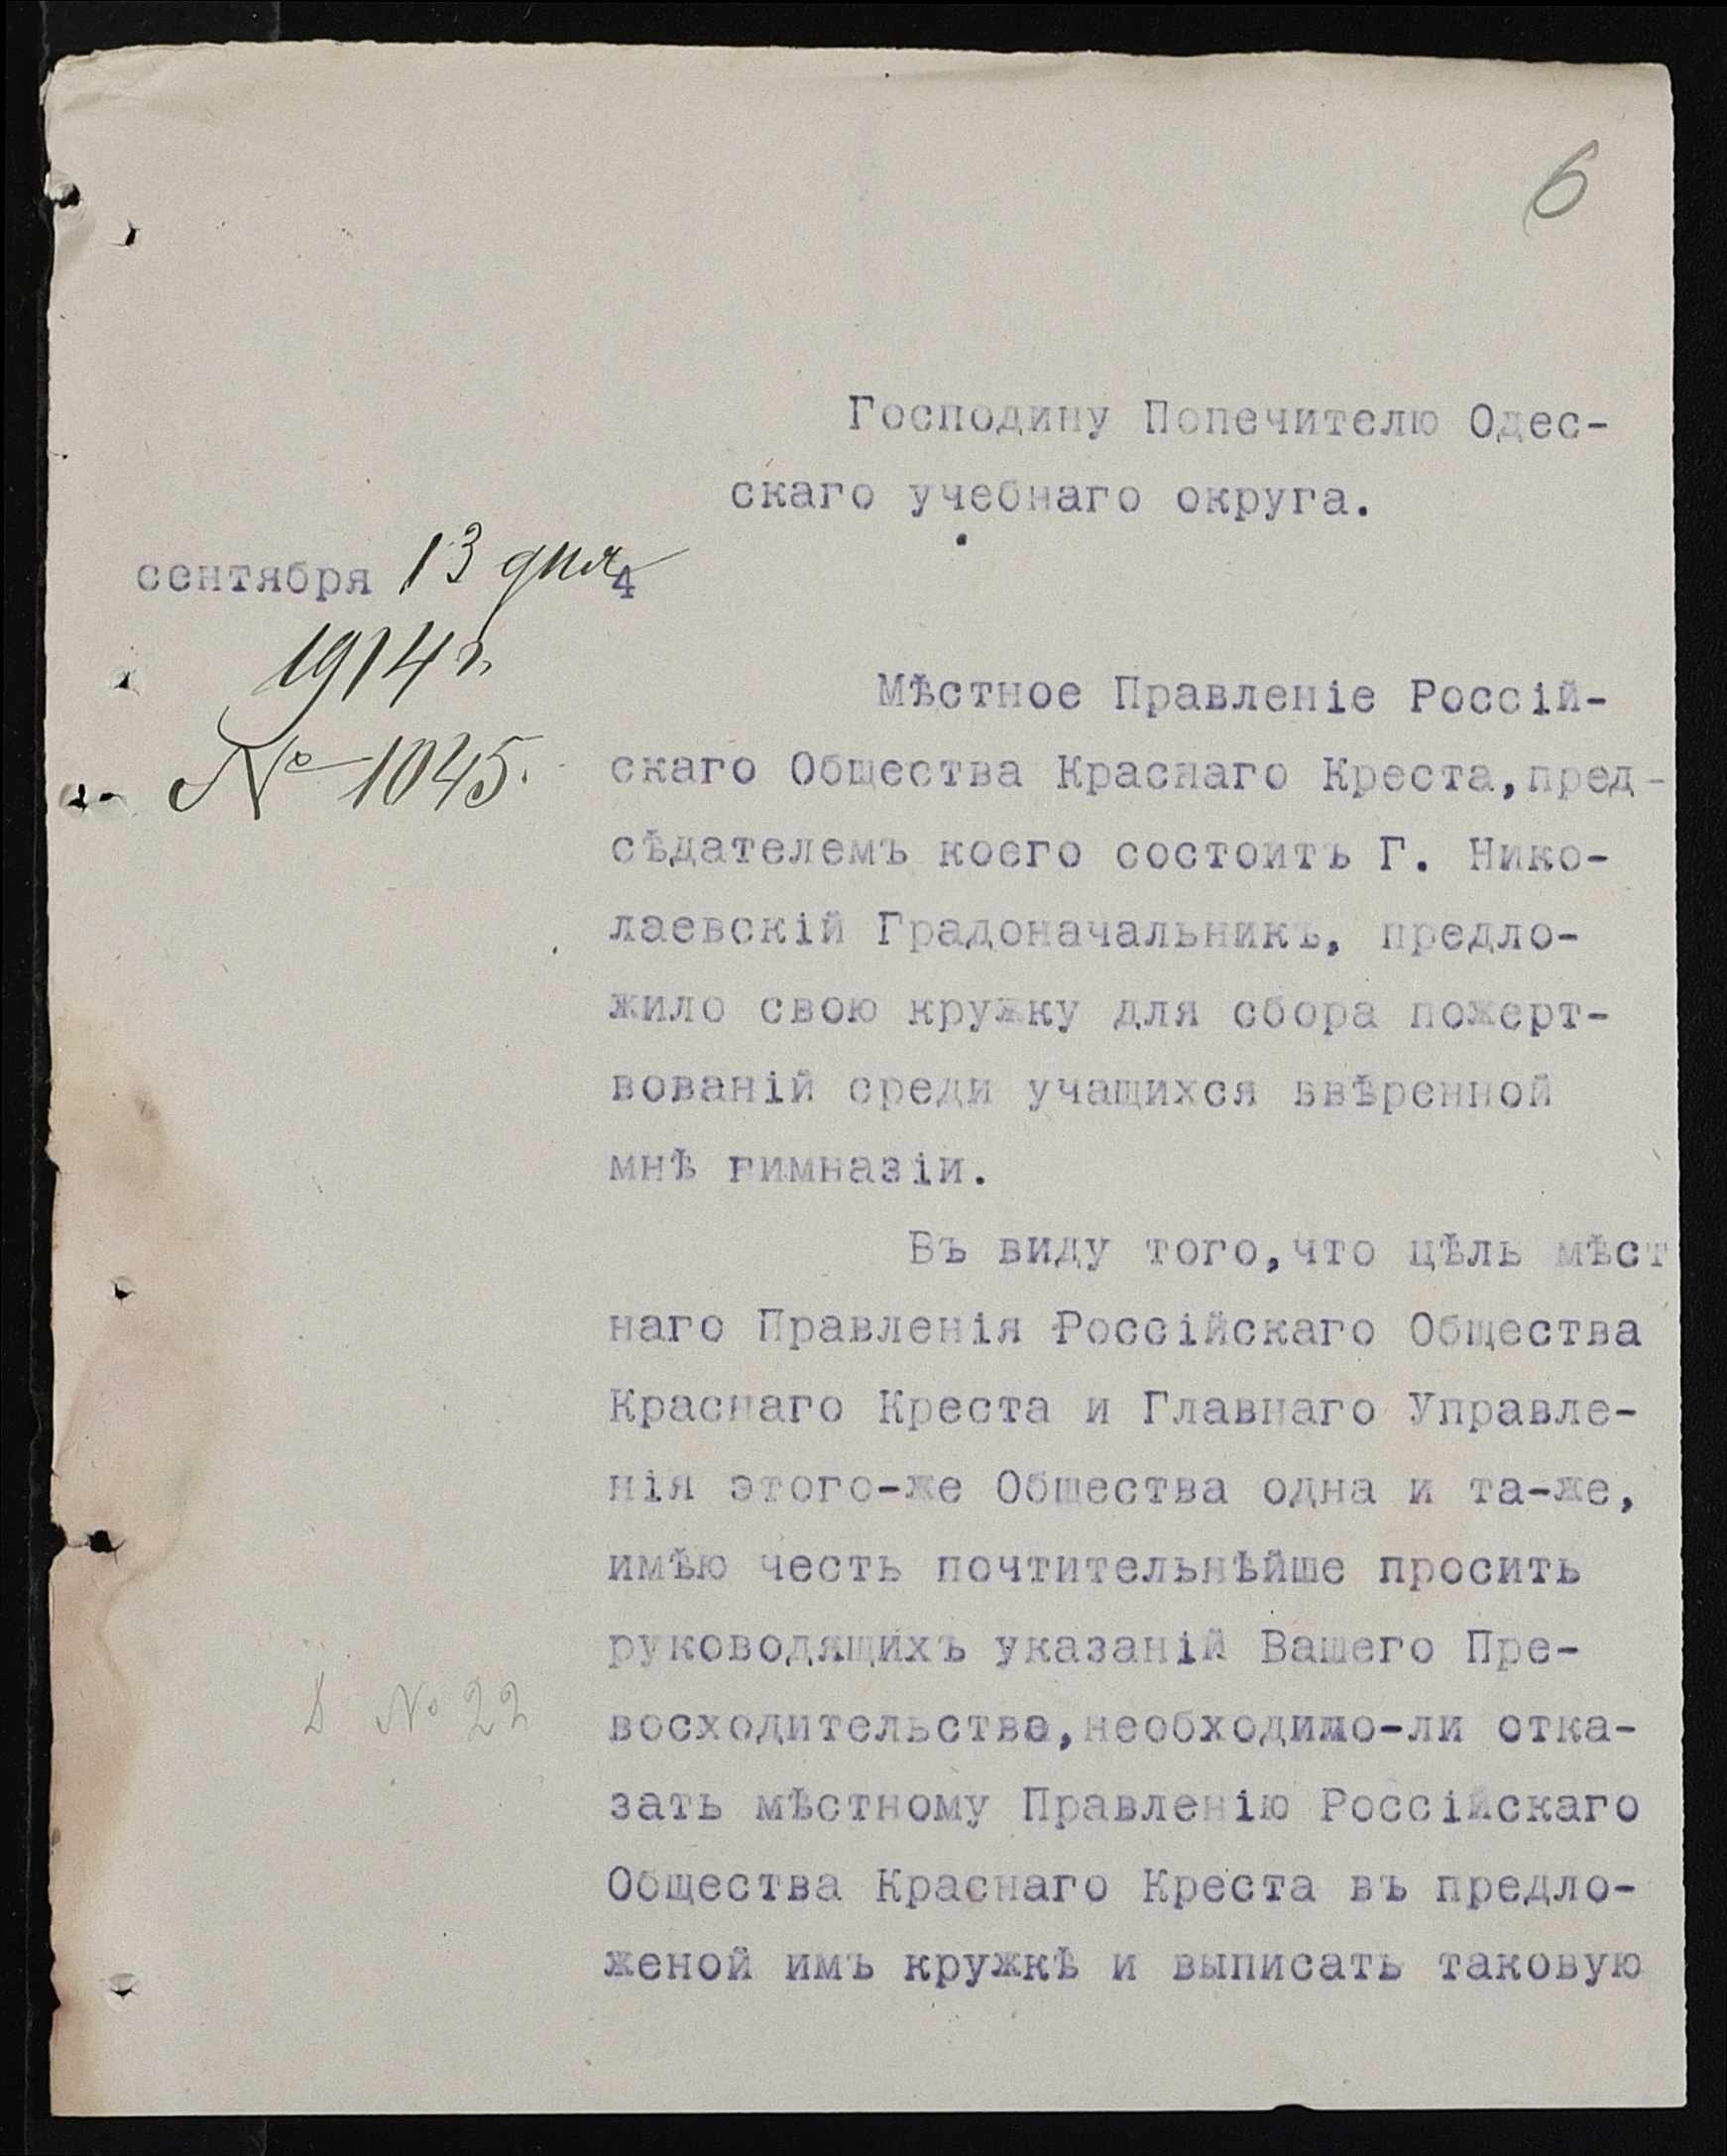 6
Господину Попечителю Одес-
скаго учебнаго округа.
сентября 13 дня 4
1914 г.
№ 1045.
Мѣстное Правленіе Россій-
скаго Общества Краснаго Креста,пред-
сѣдателемъ коего состоитъ Г. Нико-
лаевскій Градоначальникъ, предло-
жило свою кружку для сбора пожерт-
вованій среди учащихся ввѣренной
мнѣ гимназіи.
Въ виду того,что цѣль мѣст
наго Правленія Россійскаго Общества
Краснаго Креста и Главнаго Управле-
нія этого-же Общества одна и та-же,
имѣю честь почтительнѣйше просить
руководящихъ указаній Вашего Пре-
№ 22
восходительства,необходимо-ли отка-
зать мѣстному Правленію Россійскаго
Общества Краснаго Креста въ предло-
женой имъ кружкѣ и выписать таковую